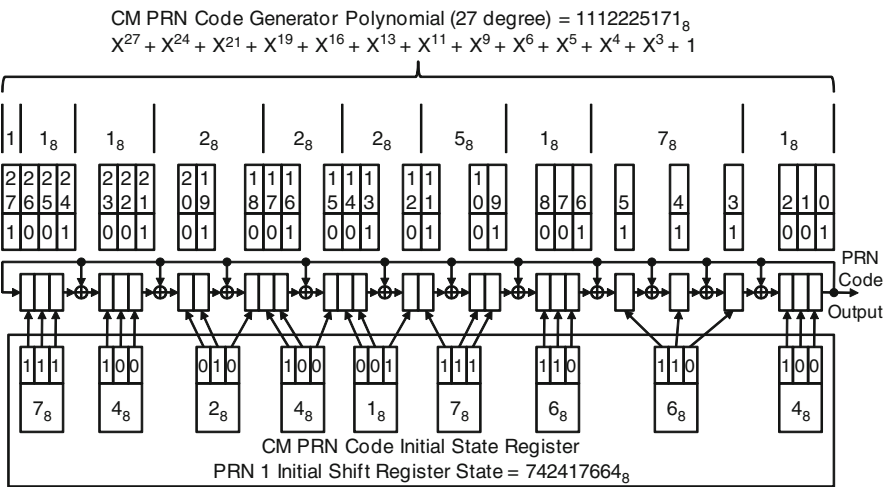 CM PRN Code Generator Polynomial (27 degree) = 1112225171₈
X²⁷ + X²⁴ + X²¹ + X¹⁹ + X¹⁶ + X¹³ + X¹¹ + X⁹ + X⁶ + X⁵ + X⁴ + X³ + 1
1 1₈ 1₈ 2₈ 2₈ 2₈ 5₈ 1₈ 7₈ 1₈
27 26 25 24 23 22 21 20 19 18 17 16 15 14 13 12 11 10 9 8 7 6 5 4 3 2 1 0
1 0 0 1 0 0 1 0 1 0 0 1 0 0 1 0 1 0 1 0 0 1 1 1 1 0 0 1
PRN
Code
Output
1 1 1 1 0 0 0 1 0 1 0 0 0 0 1 1 1 1 1 1 0 1 1 0 1 0 0
7₈ 4₈ 2₈ 4₈ 1₈ 7₈ 6₈ 6₈ 4₈
CM PRN Code Initial State Register
PRN 1 Initial Shift Register State = 742417664₈